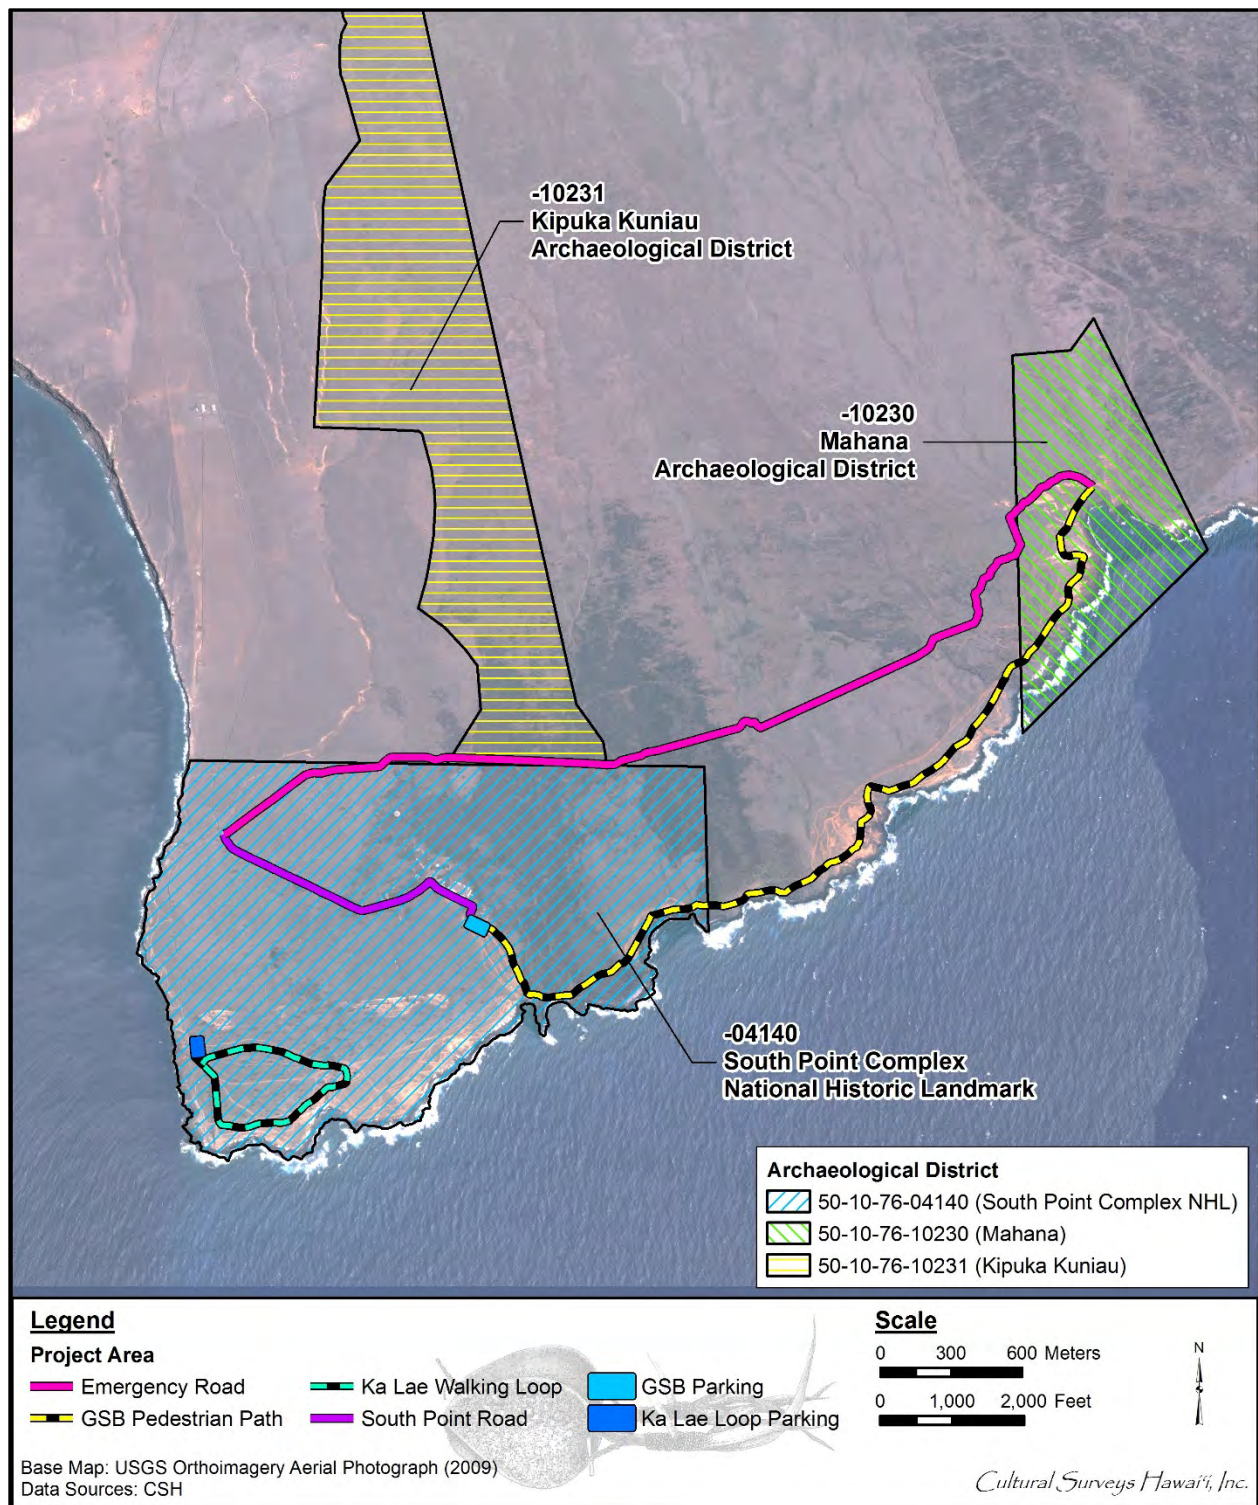 -10231
Kipuka Kuniau
Archaeological District
-10230
Mahana
Archaeological District
-04140
South Point Complex
National Historic Landmark
Archaeological District
50-10-76-04140 (South Point Complex NHL)
50-10-76-10230 (Mahana)
50-10-76-10231 (Kipuka Kuniau)
Legend
Project Area
Emergency Road
GSB Pedestrian Path
Ka Lae Walking Loop
South Point Road
GSB Parking
Ka Lae Loop Parking
Scale
0 300 600 Meters
0 1,000 2,000 Feet
N
Base Map: USGS Orthoimagery Aerial Photograph (2009)
Data Sources: CSH
Cultural Surveys Hawai‘i, Inc.